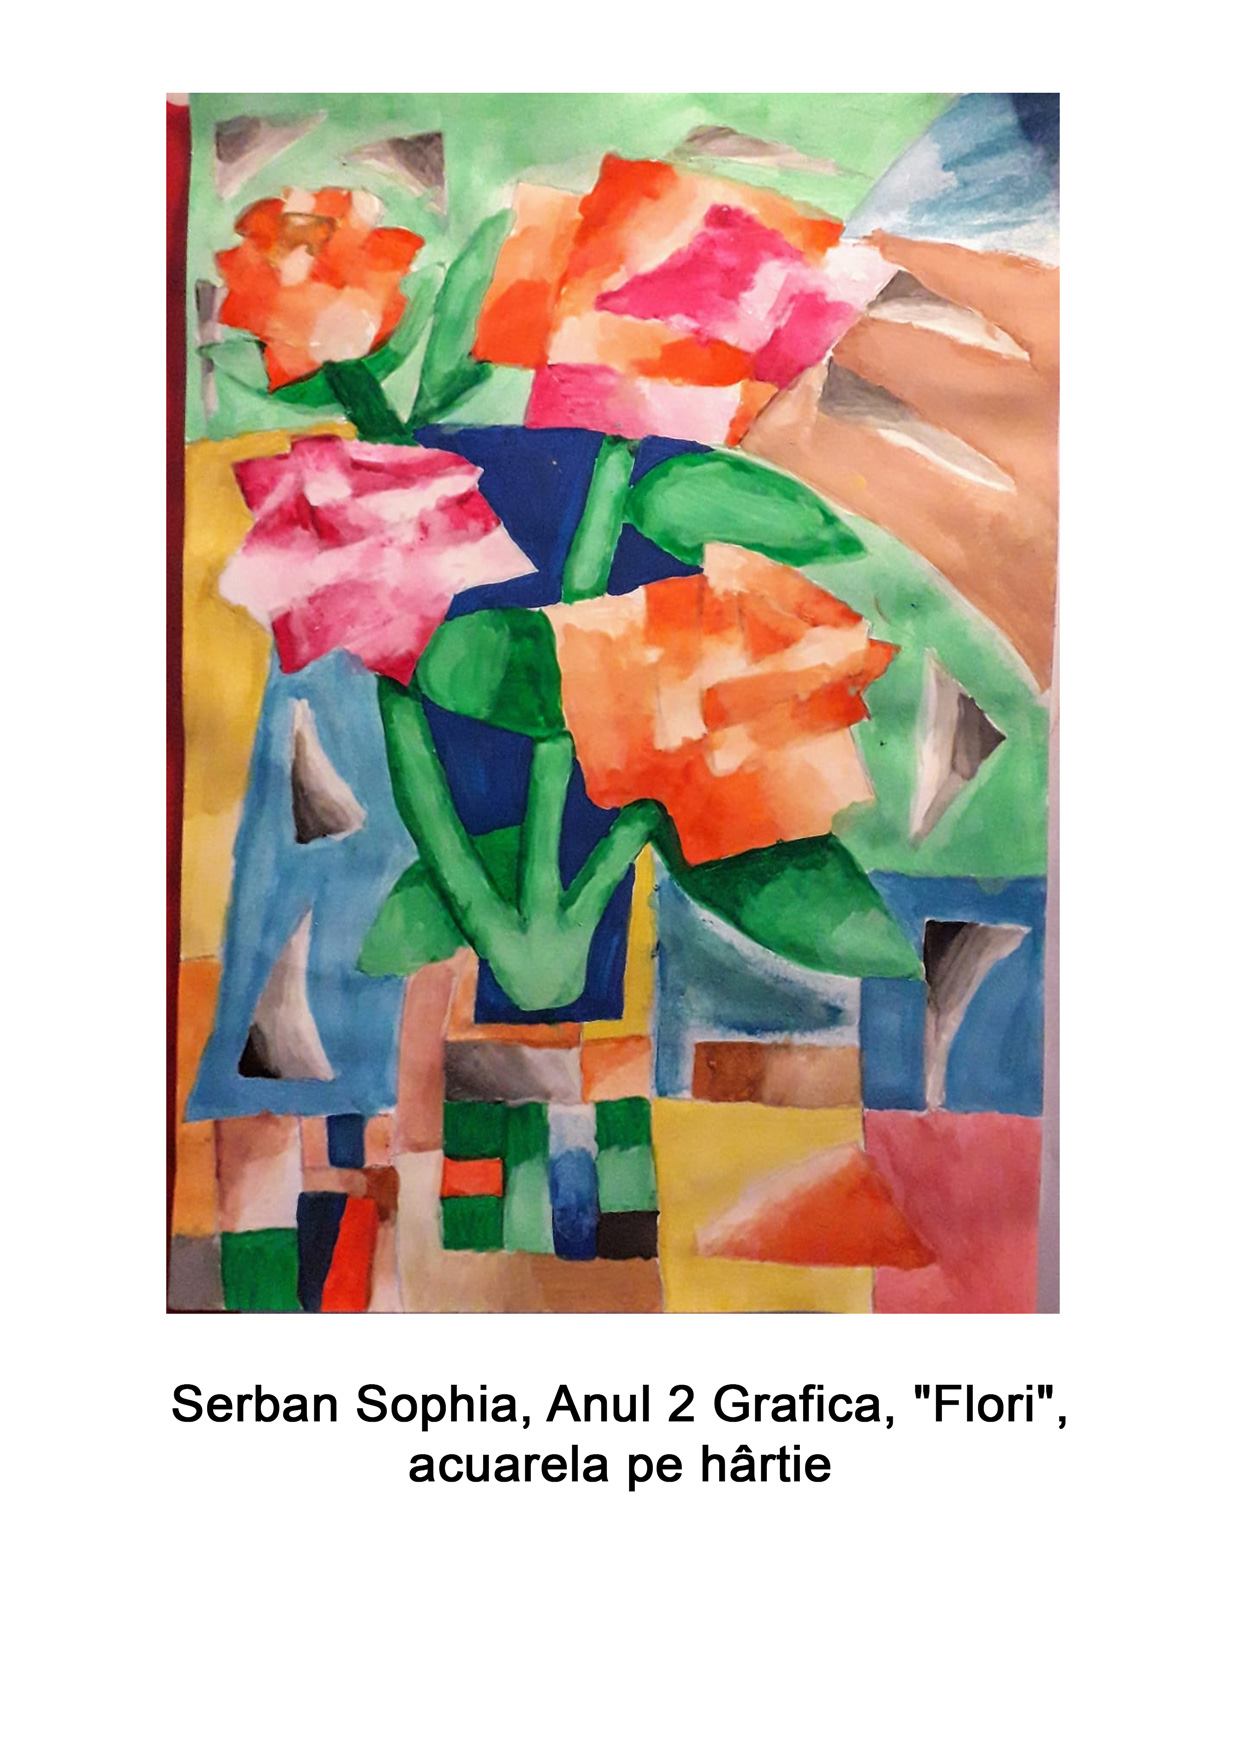 Serban Sophia, Anul 2 Grafica, "Flori",
acuarela pe hârtie